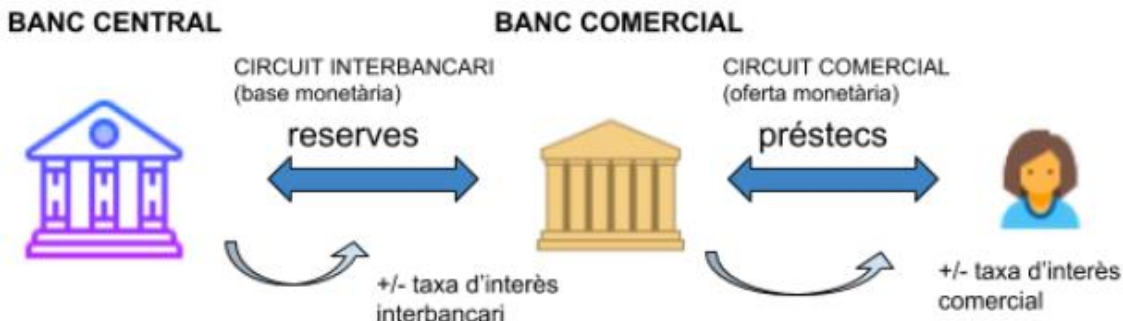 BANC CENTRAL
BANC COMERCIAL
CIRCUIT INTERBANCARI
(base monetària)
reserves
CIRCUIT COMERCIAL
(oferta monetària)
préstecs
+/- taxa d'interès
interbancari
+/- taxa d'interès
comercial